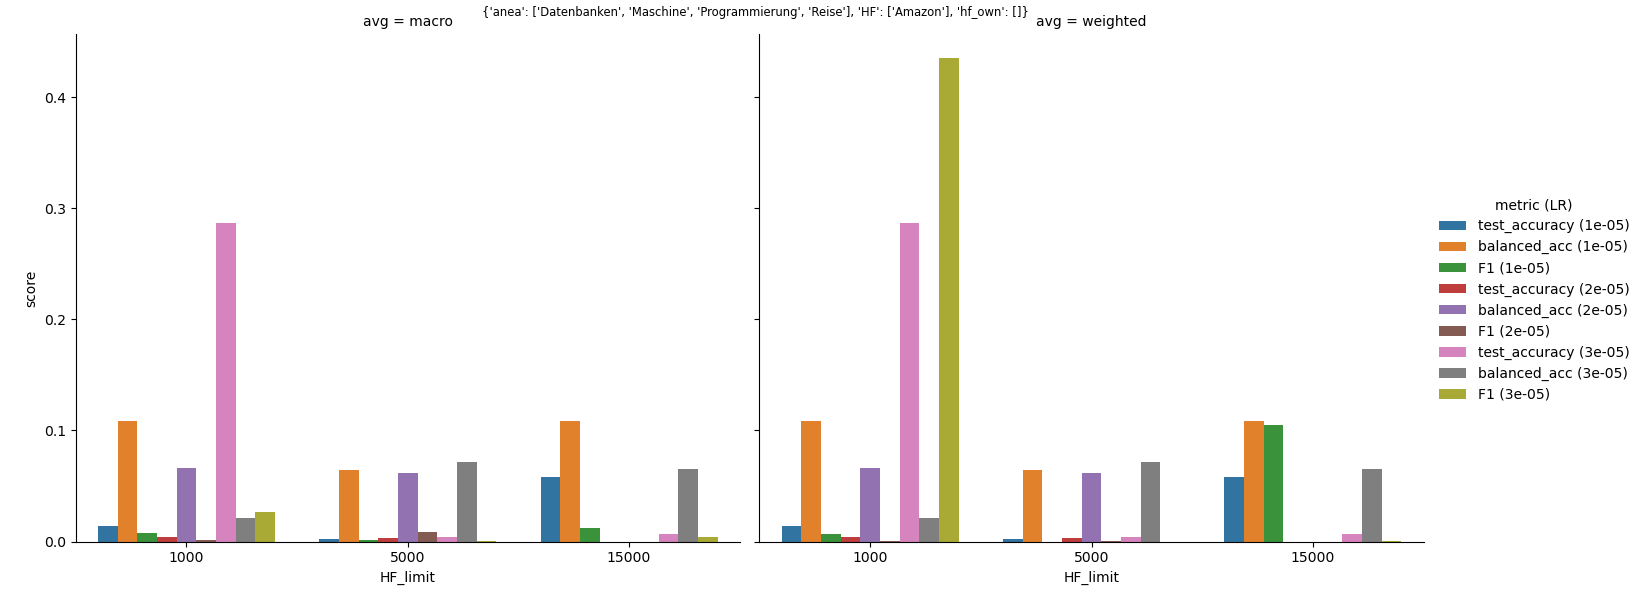 {'anea': ['Datenbanken', 'Maschine', 'Programmierung', 'Reise'], 'HF': ['Amazon'], 'hf_own': []}
avg = macro
avg = weighted
0.4
0.3
0.2
0.1
0.0
score
1000
5000
15000
HF_limit
1000
5000
15000
HF_limit
metric (LR)
test_accuracy (1e-05)
balanced_acc (1e-05)
F1 (1e-05)
test_accuracy (2e-05)
balanced_acc (2e-05)
F1 (2e-05)
test_accuracy (3e-05)
balanced_acc (3e-05)
F1 (3e-05)